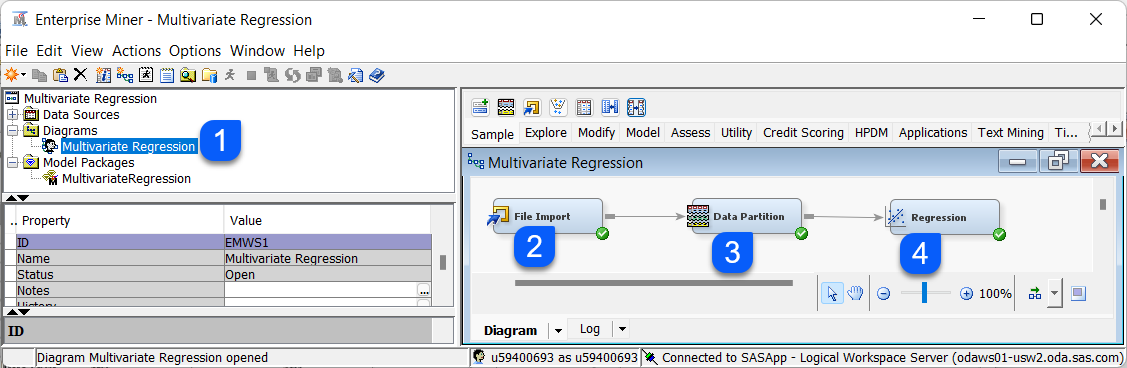 Enterprise Miner - Multivariate Regression
File Edit View Actions Options Window Help
Multivariate Regression
Data Sources
Diagrams
Multivariate Regression
1
Model Packages
MultivariateRegression
.. Property Value
ID EMWS1
Name Multivariate Regression
Status Open
Notes ...
History
ID
Diagram Multivariate Regression opened
Sample Explore Modify Model Assess Utility Credit Scoring HPDM Applications Text Mining Ti...
Multivariate Regression
File Import Data Partition Regression
2 3 4
100%
Diagram Log
u59400693 as u59400693 Connected to SASApp - Logical Workspace Server (odaws01-usw2.oda.sas.com)